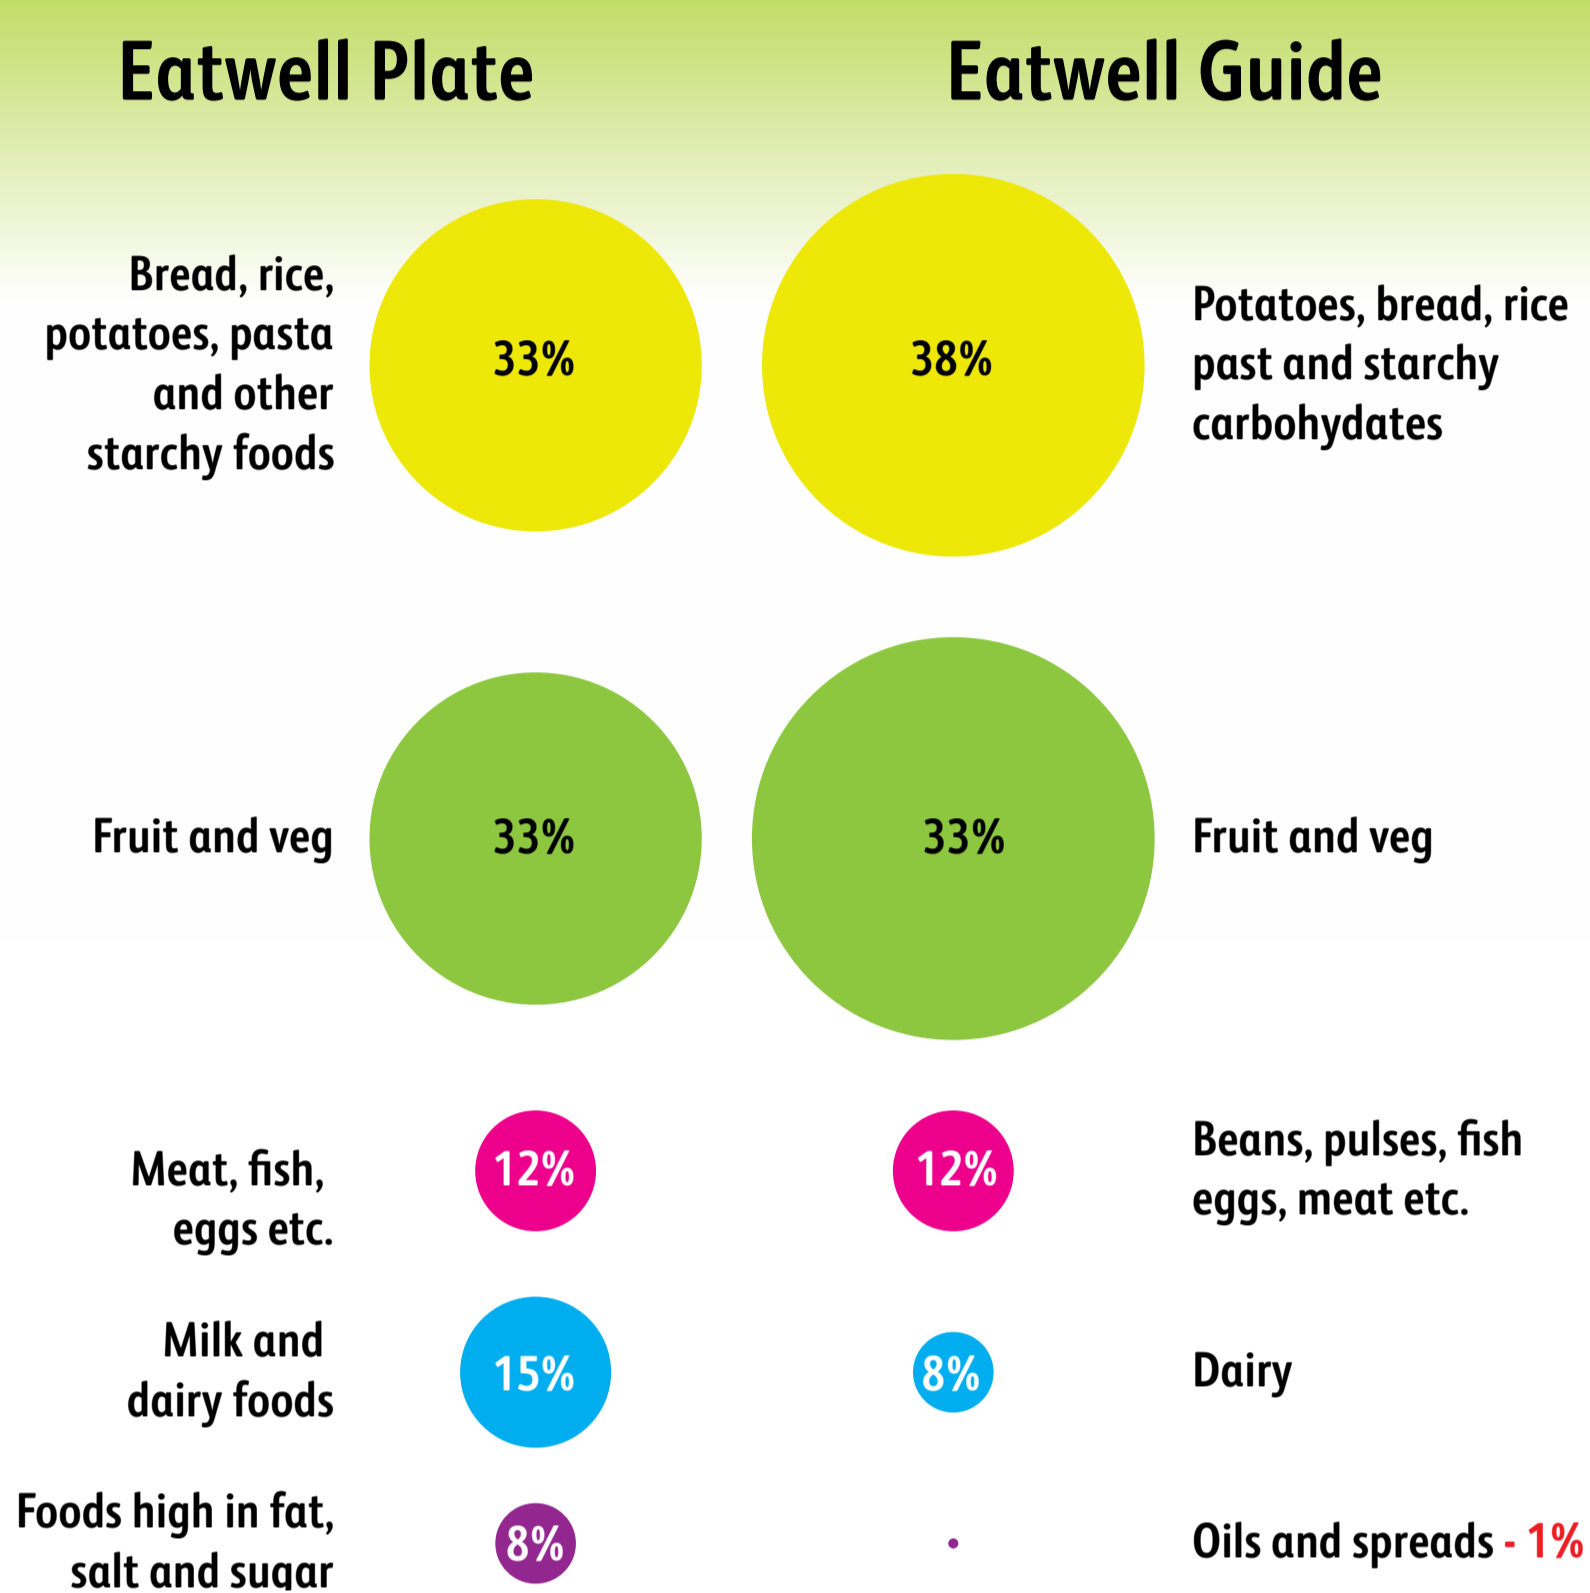 Eatwell Plate
Eatwell Guide
Bread, rice,
potatoes, pasta
and other
starchy foods
33%
38%
Potatoes, bread, rice
past and starchy
carbohydates
Fruit and veg
33%
33%
Fruit and veg
Meat, fish,
eggs etc.
12%
12%
Beans, pulses, fish
eggs, meat etc.
Milk and
dairy foods
15%
8%
Dairy
Foods high in fat,
salt and sugar
8%
Oils and spreads - 1%